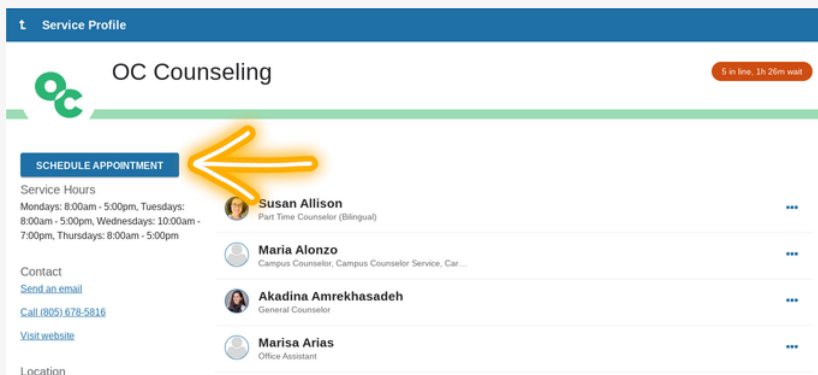 Service Profile
OC Counseling
5 in line, 1h 26m wait
OC
SCHEDULE APPOINTMENT
Service Hours
Mondays: 8:00am - 5:00pm, Tuesdays:
8:00am - 5:00pm, Wednesdays: 10:00am -
7:00pm, Thursdays: 8:00am - 5:00pm
Contact
Send an email
Call (805) 678-5816
Visit website
Location
Susan Allison
Part Time Counselor (Bilingual)
Maria Alonzo
Campus Counselor, Campus Counselor Service, Car…
Akadina Amrekhasadeh
General Counselor
Marisa Arias
Office Assistant